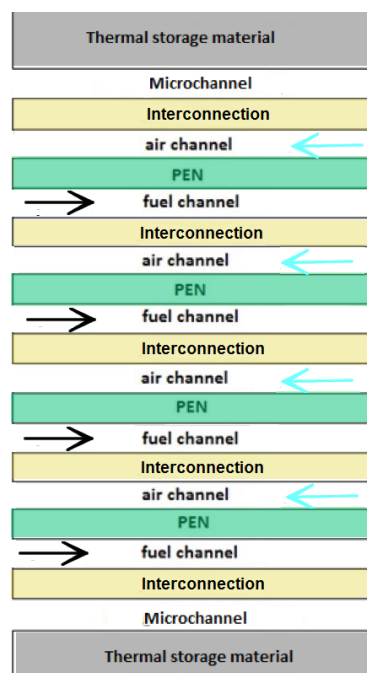 Thermal storage material
Microchannel
Interconnection
air channel
PEN
fuel channel
Interconnection
air channel
PEN
fuel channel
Interconnection
air channel
PEN
fuel channel
Interconnection
air channel
PEN
fuel channel
Interconnection
Microchannel
Thermal storage material